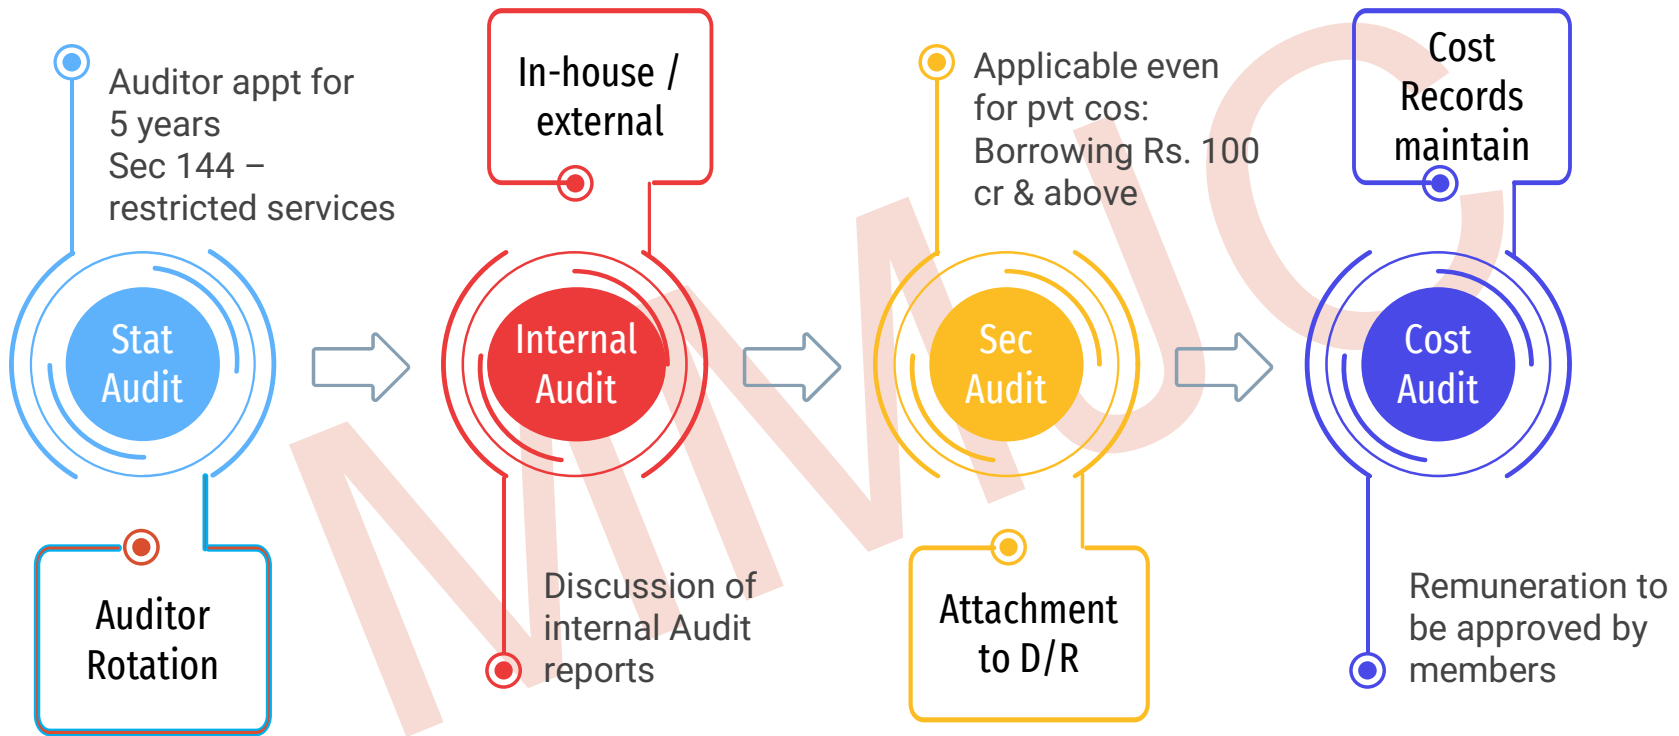 Auditor appt for
5 years
Sec 144 –
restricted services
Stat
Audit
Auditor
Rotation
In-house /
external
Internal
Audit
Discussion of
internal Audit
reports
Applicable even
for pvt cos:
Borrowing Rs. 100
cr & above
Sec
Audit
Attachment
to D/R
Cost
Records
maintain
Cost
Audit
Remuneration to
be approved by
members
MMJC